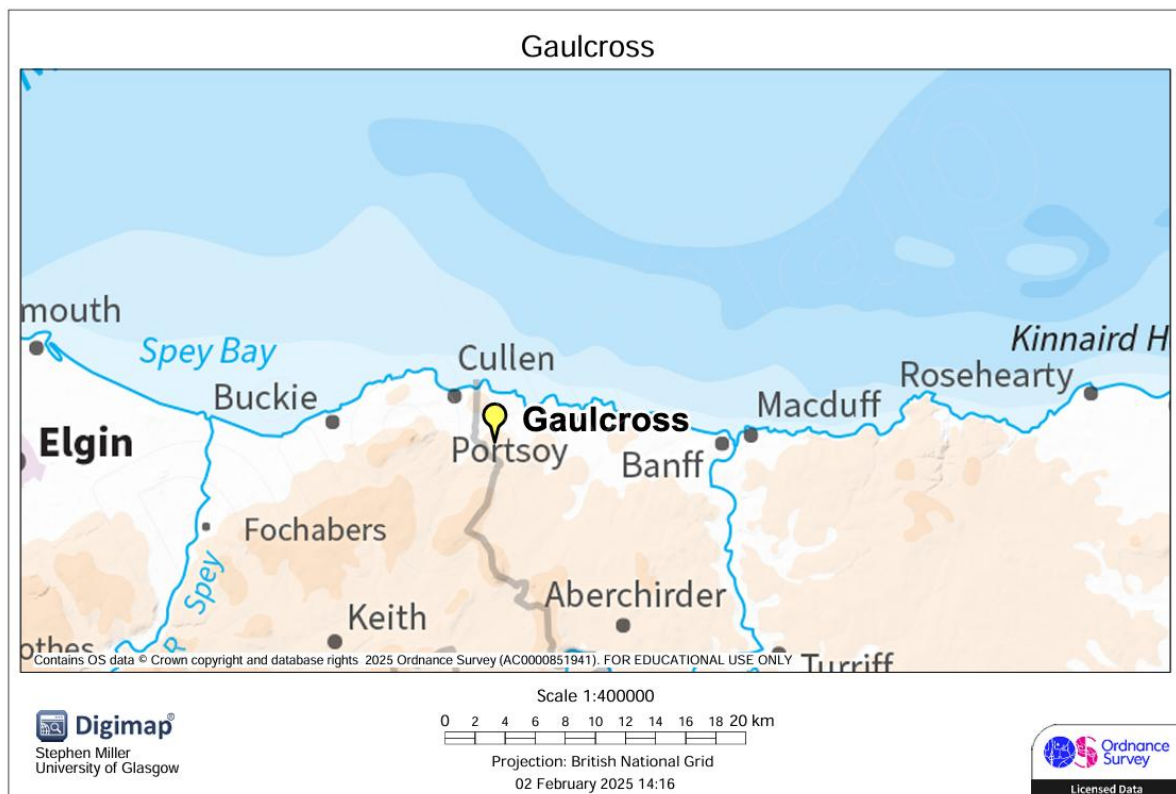 Gaulcross
mouth
Spey Bay
Cullen
Kinnaird H
Rosehearty
Buckie
Macduff
Gaulcross
Elgin
Portsoy
Banff
Fochabers
Spey
R
Aberchirder
Keith
othes
Turriff
Contains OS data © Crown copyright and database rights 2025 Ordnance Survey (AC0000851941). FOR EDUCATIONAL USE ONLY
Scale 1:400000
0 2 4 6 8 10 12 14 16 18 20 km
Projection: British National Grid
02 February 2025 14:16
Digimap®
Stephen Miller
University of Glasgow
Ordnance
Survey
Licensed Data